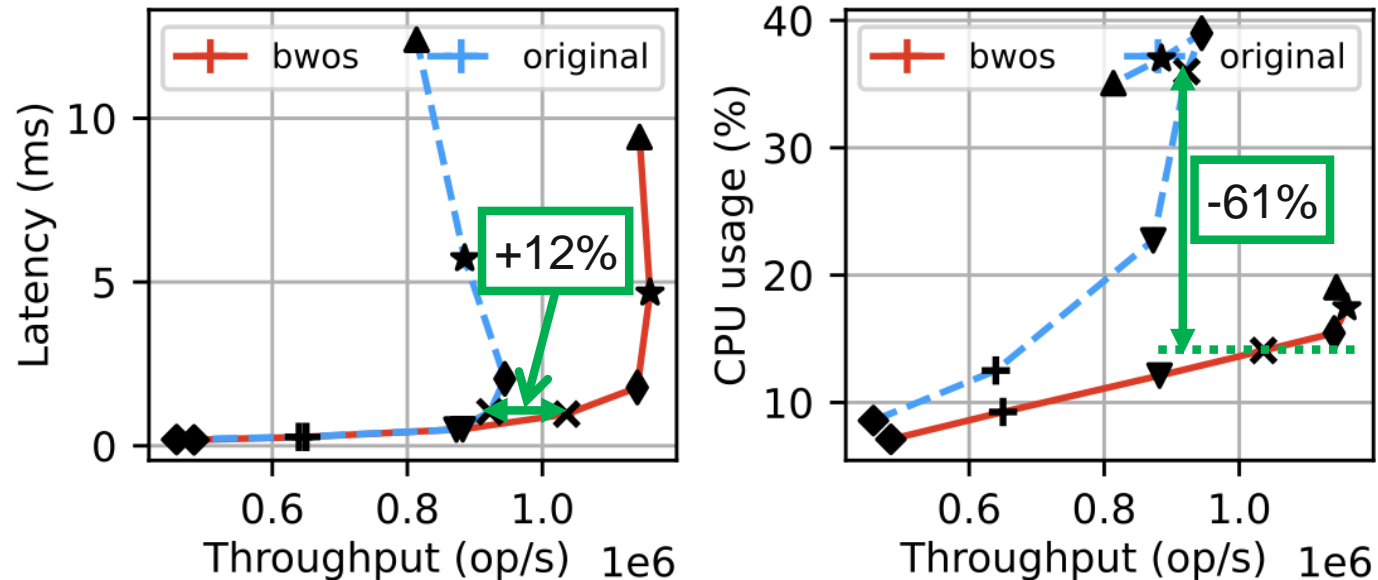 bwos
original
Latency (ms)
10
5
0
+12%
0.6
0.8
1.0
Throughput (op/s)
1e6
bwos
original
CPU usage (%)
40
30
20
10
-61%
0.6
0.8
1.0
Throughput (op/s)
1e6